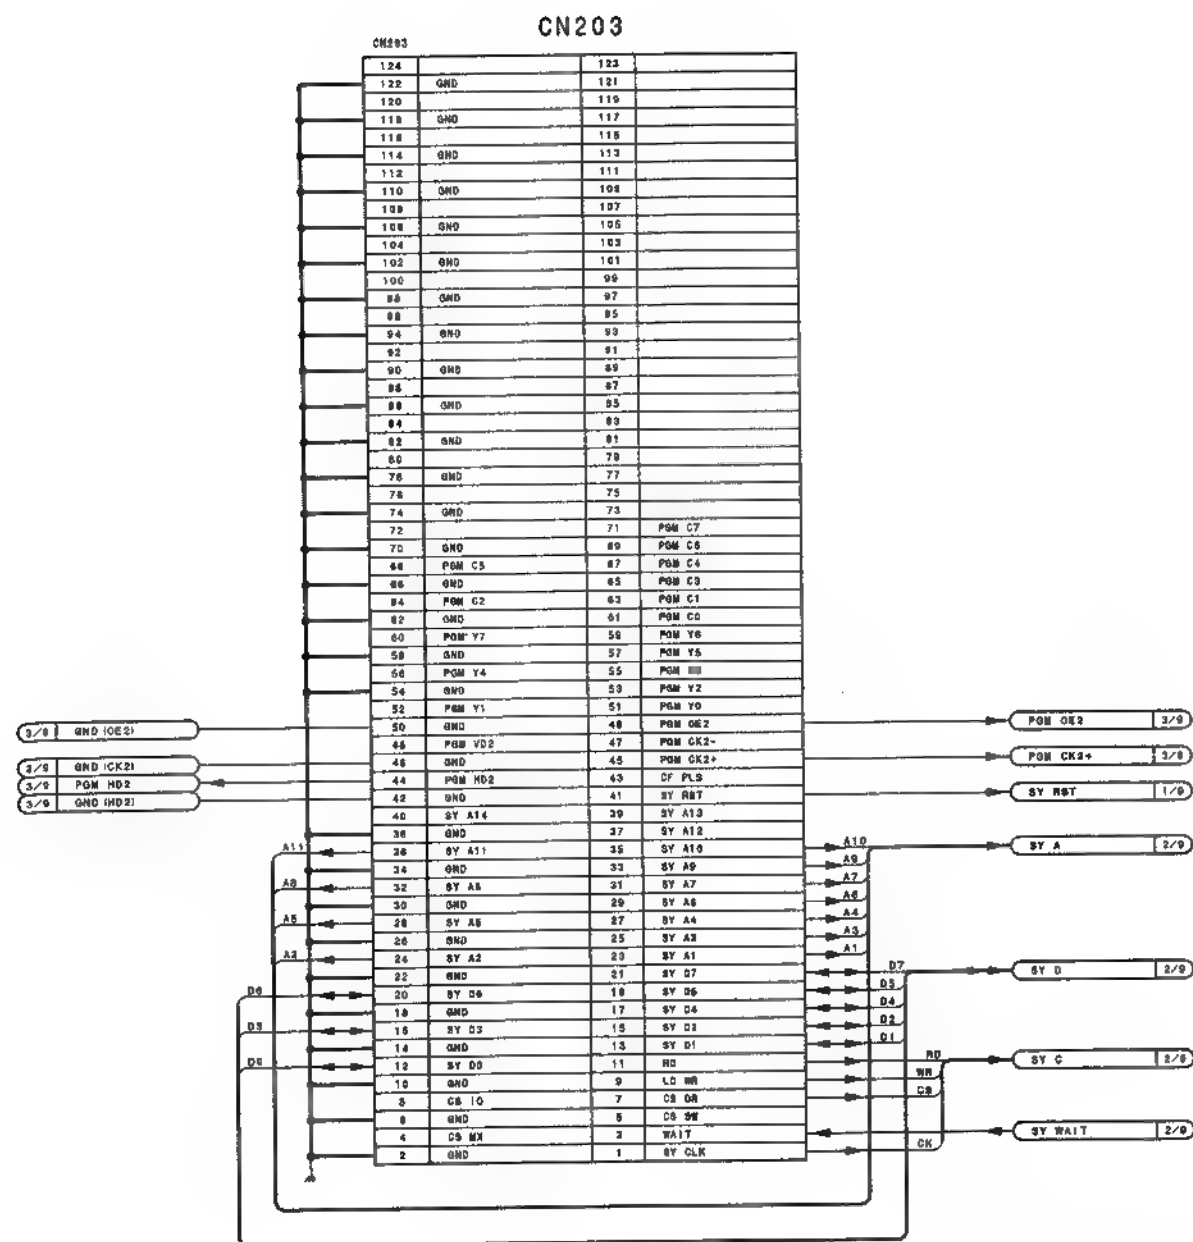 CN203
CN203
124 123
122 GND 121
120 119
118 GND 117
116 115
114 GND 113
112 111
110 GND 109
108 107
106 GND 105
104 103
102 GND 101
100 99
98 GND 97
96 95
94 GND 93
92 91
90 GND 89
88 87
86 GND 85
84 83
82 GND 81
80 79
78 GND 77
76 75
74 GND 73
72 71 PGM C7
70 GND 69 PGM C6
68 PGM C5 67 PGM C4
66 GND 65 PGM C3
64 PGM C2 63 PGM C1
62 GND 61 PGM C0
60 PGM Y7 59 PGM Y6
58 GND 57 PGM Y5
56 PGM Y4 55 PGM
54 GND 53 PGM Y2
52 PGM Y1 51 PGM Y0
3/9 GND (OE2) 50 GND 49 PGM OE2 PGM OE2 3/9
48 PGM VD2 47 PGM CK2-
3/9 GND (CK2) 46 GND 45 PGM CK2+ PGM CK2+ 3/9
3/9 PGM HD2 44 PGM HD2 43 CF PLS
3/9 GND (HD2) 42 GND 41 SY RST SY RST 1/9
40 SY A14 39 SY A13
38 GND 37 SY A12
A11 36 SY A11 35 SY A10 A10 SY A 2/9
34 GND 33 SY A9 A9
A8 32 SY A8 31 SY A7 A7
30 GND 29 SY A6 A6
A5 28 SY A5 27 SY A4 A4
26 GND 25 SY A3 A3
A2 24 SY A2 23 SY A1 A1
22 GND 21 SY D7 D7 SY D 2/9
D6 20 SY D6 19 SY D5 D5
18 GND 17 SY D4 D4
D3 16 SY D3 15 SY D2 D2
14 GND 13 SY D1 D1
D0 12 SY D0 11 RD RD SY C 2/9
10 GND 9 LD WR WR
8 CS IO 7 CS DR CS
6 GND 5 CS SW
4 CS MX 3 WAIT SY WAIT 2/9
2 GND 1 SY CLK CK